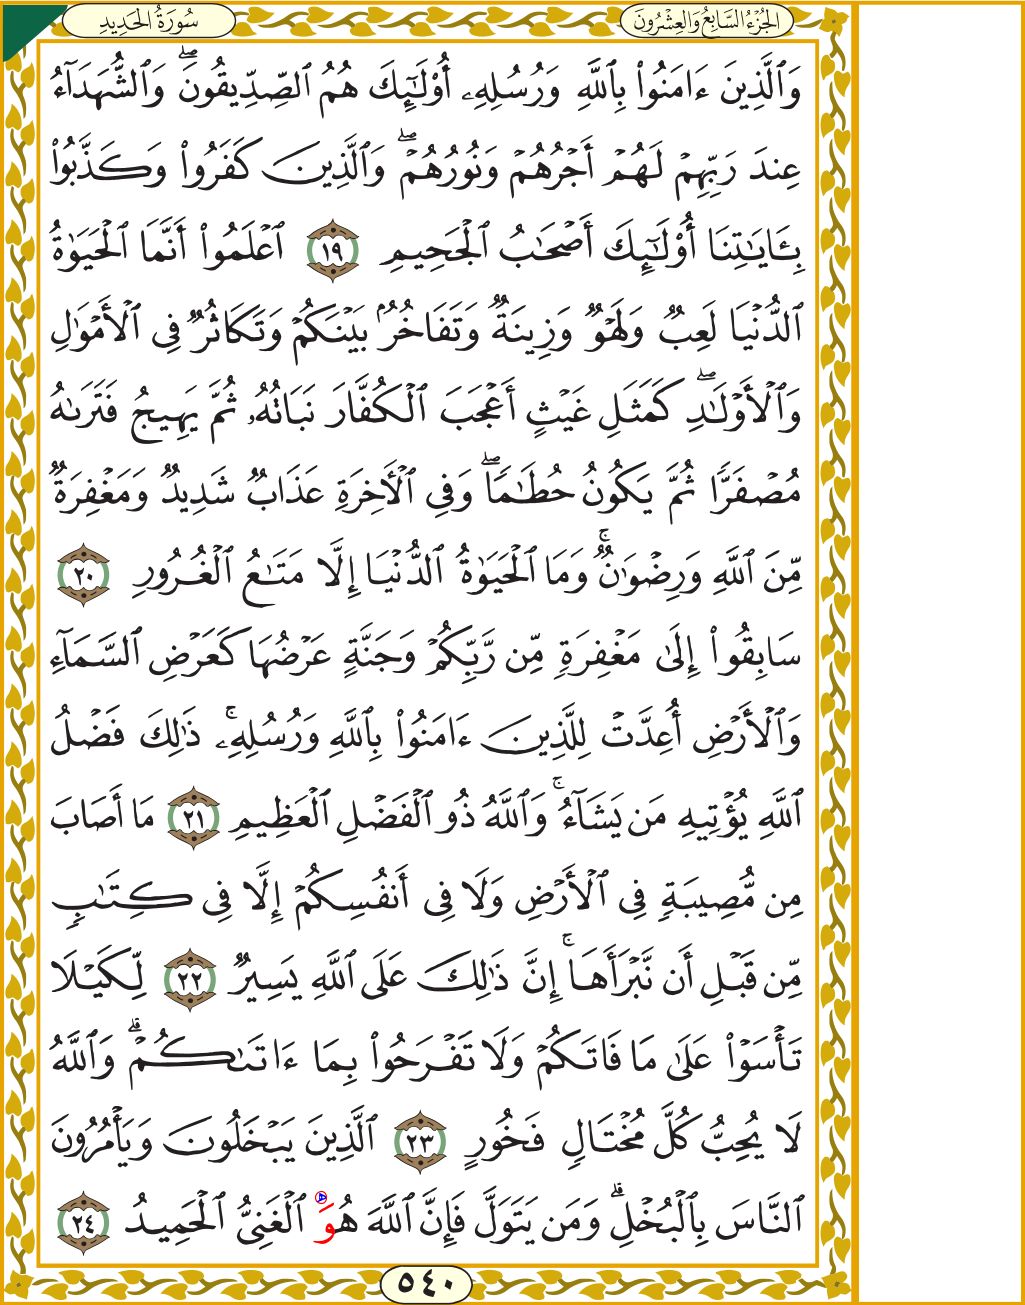 الجُزْءُ السَّابِعُ وَالعِشْرُونَ
سُورَةُ الحَدِيدِ
وَٱلَّذِينَ ءَامَنُوا۟ بِٱللَّهِ وَرُسُلِهِۦٓ أُو۟لَـٰٓئِكَ هُمُ ٱلصِّدِّيقُونَ ۖ وَٱلشُّهَدَآءُ
عِندَ رَبِّهِمْ لَهُمْ أَجْرُهُمْ وَنُورُهُمْ ۖ وَٱلَّذِينَ كَفَرُوا۟ وَكَذَّبُوا۟
بِـَٔايَـٰتِنَآ أُو۟لَـٰٓئِكَ أَصْحَـٰبُ ٱلْجَحِيمِ ١٩ ٱعْلَمُوٓا۟ أَنَّمَا ٱلْحَيَوٰةُ
ٱلدُّنْيَا لَعِبٌ وَلَهْوٌ وَزِينَةٌ وَتَفَاخُرٌۢ بَيْنَكُمْ وَتَكَاثُرٌ فِى ٱلْأَمْوَٰلِ
وَٱلْأَوْلَـٰدِ ۖ كَمَثَلِ غَيْثٍ أَعْجَبَ ٱلْكُفَّارَ نَبَاتُهُۥ ثُمَّ يَهِيجُ فَتَرَىٰهُ
مُصْفَرًّا ثُمَّ يَكُونُ حُطَـٰمًا ۖ وَفِى ٱلْـَٔاخِرَةِ عَذَابٌ شَدِيدٌ وَمَغْفِرَةٌ
مِّنَ ٱللَّهِ وَرِضْوَٰنٌ ۚ وَمَا ٱلْحَيَوٰةُ ٱلدُّنْيَآ إِلَّا مَتَـٰعُ ٱلْغُرُورِ ٢٠
سَابِقُوٓا۟ إِلَىٰ مَغْفِرَةٍ مِّن رَّبِّكُمْ وَجَنَّةٍ عَرْضُهَا كَعَرْضِ ٱلسَّمَآءِ
وَٱلْأَرْضِ أُعِدَّتْ لِلَّذِينَ ءَامَنُوا۟ بِٱللَّهِ وَرُسُلِهِۦ ۚ ذَٰلِكَ فَضْلُ
ٱللَّهِ يُؤْتِيهِ مَن يَشَآءُ ۚ وَٱللَّهُ ذُو ٱلْفَضْلِ ٱلْعَظِيمِ ٢١ مَآ أَصَابَ
مِن مُّصِيبَةٍ فِى ٱلْأَرْضِ وَلَا فِىٓ أَنفُسِكُمْ إِلَّا فِى كِتَـٰبٍ
مِّن قَبْلِ أَن نَّبْرَأَهَآ ۚ إِنَّ ذَٰلِكَ عَلَى ٱللَّهِ يَسِيرٌ ٢٢ لِّكَيْلَا
تَأْسَوْا۟ عَلَىٰ مَا فَاتَكُمْ وَلَا تَفْرَحُوا۟ بِمَآ ءَاتَىٰكُمْ ۗ وَٱللَّهُ
لَا يُحِبُّ كُلَّ مُخْتَالٍ فَخُورٍ ٢٣ ٱلَّذِينَ يَبْخَلُونَ وَيَأْمُرُونَ
ٱلنَّاسَ بِٱلْبُخْلِ ۗ وَمَن يَتَوَلَّ فَإِنَّ ٱللَّهَ هُوَ ٱلْغَنِىُّ ٱلْحَمِيدُ ٢٤
٥٤٠